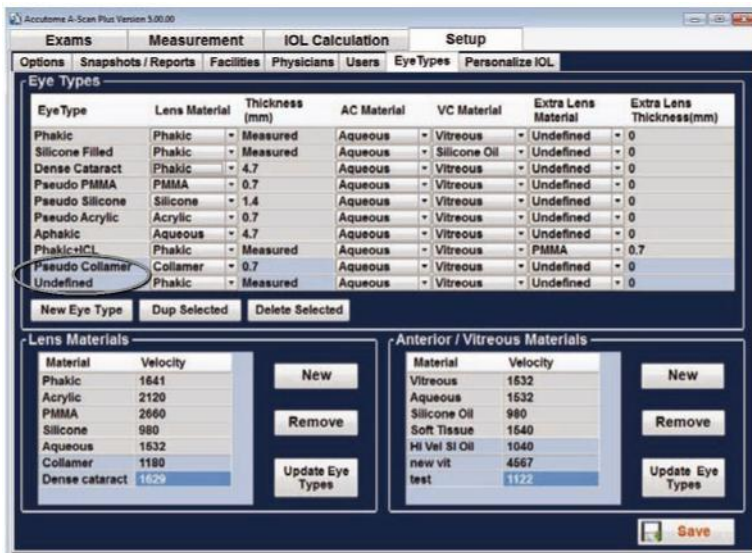 Accutome A-Scan Plus Version 5.00.00
Exams Measurement IOL Calculation Setup
Options Snapshots / Reports Facilities Physicians Users EyeTypes Personalize IOL
Eye Types
EyeType Lens Material Thickness (mm) AC Material VC Material Extra Lens Material Extra Lens Thickness(mm)
Phakic Phakic Measured Aqueous Vitreous Undefined 0
Silicone Filled Phakic Measured Aqueous Silicone Oil Undefined 0
Dense Cataract Phakic 4.7 Aqueous Vitreous Undefined 0
Pseudo PMMA PMMA 0.7 Aqueous Vitreous Undefined 0
Pseudo Silicone Silicone 1.4 Aqueous Vitreous Undefined 0
Pseudo Acrylic Acrylic 0.7 Aqueous Vitreous Undefined 0
Aphakic Aqueous 4.7 Aqueous Vitreous Undefined 0
Phakic+ICL Phakic Measured Aqueous Vitreous PMMA 0.7
Pseudo Collamer Collamer 0.7 Aqueous Vitreous Undefined 0
Undefined Phakic Measured Aqueous Vitreous Undefined 0
New Eye Type Dup Selected Delete Selected
Lens Materials
Material Velocity
Phakic 1641
Acrylic 2120
PMMA 2660
Silicone 980
Aqueous 1532
Collamer 1180
Dense cataract 1629
New
Remove
Update Eye
Types
Anterior / Vitreous Materials
Material Velocity
Vitreous 1532
Aqueous 1532
Silicone Oil 980
Soft Tissue 1540
Hi Vel Sl Oil 1040
new vit 4567
test 1122
New
Remove
Update Eye
Types
Save